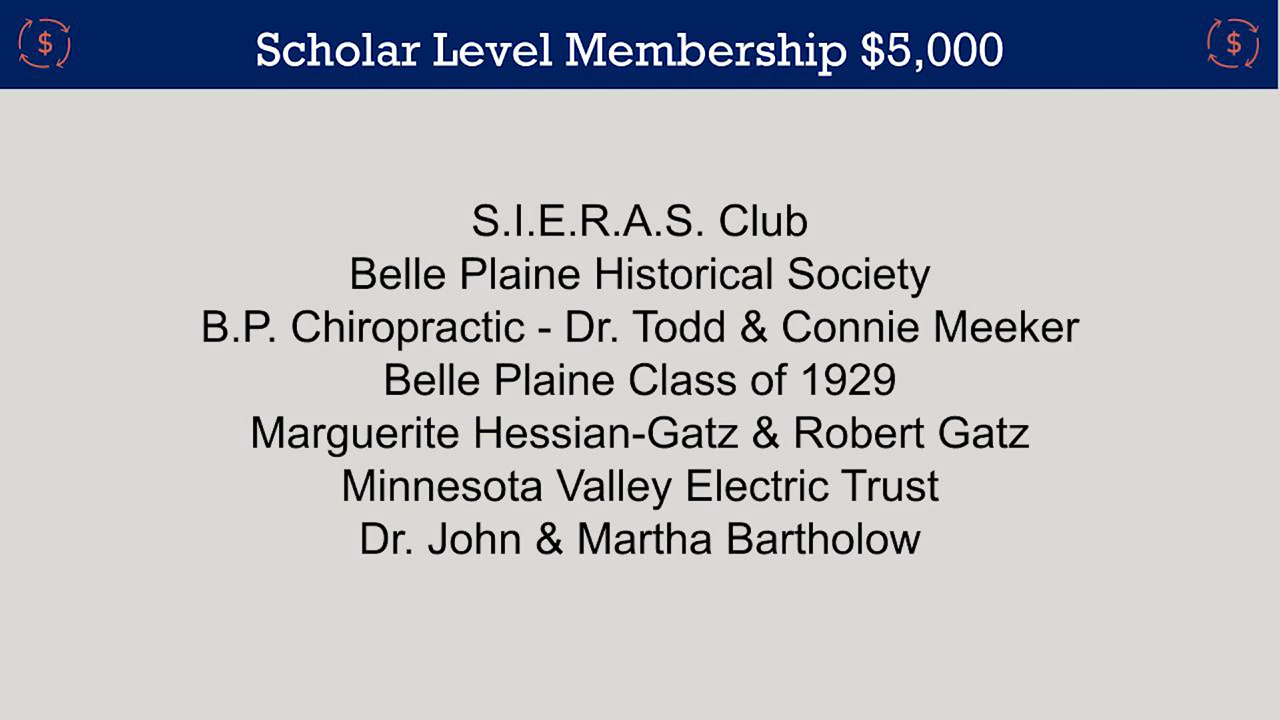 Scholar Level Membership $5,000
S.I.E.R.A.S. Club
Belle Plaine Historical Society
B.P. Chiropractic - Dr. Todd & Connie Meeker
Belle Plaine Class of 1929
Marguerite Hessian-Gatz & Robert Gatz
Minnesota Valley Electric Trust
Dr. John & Martha Bartholow